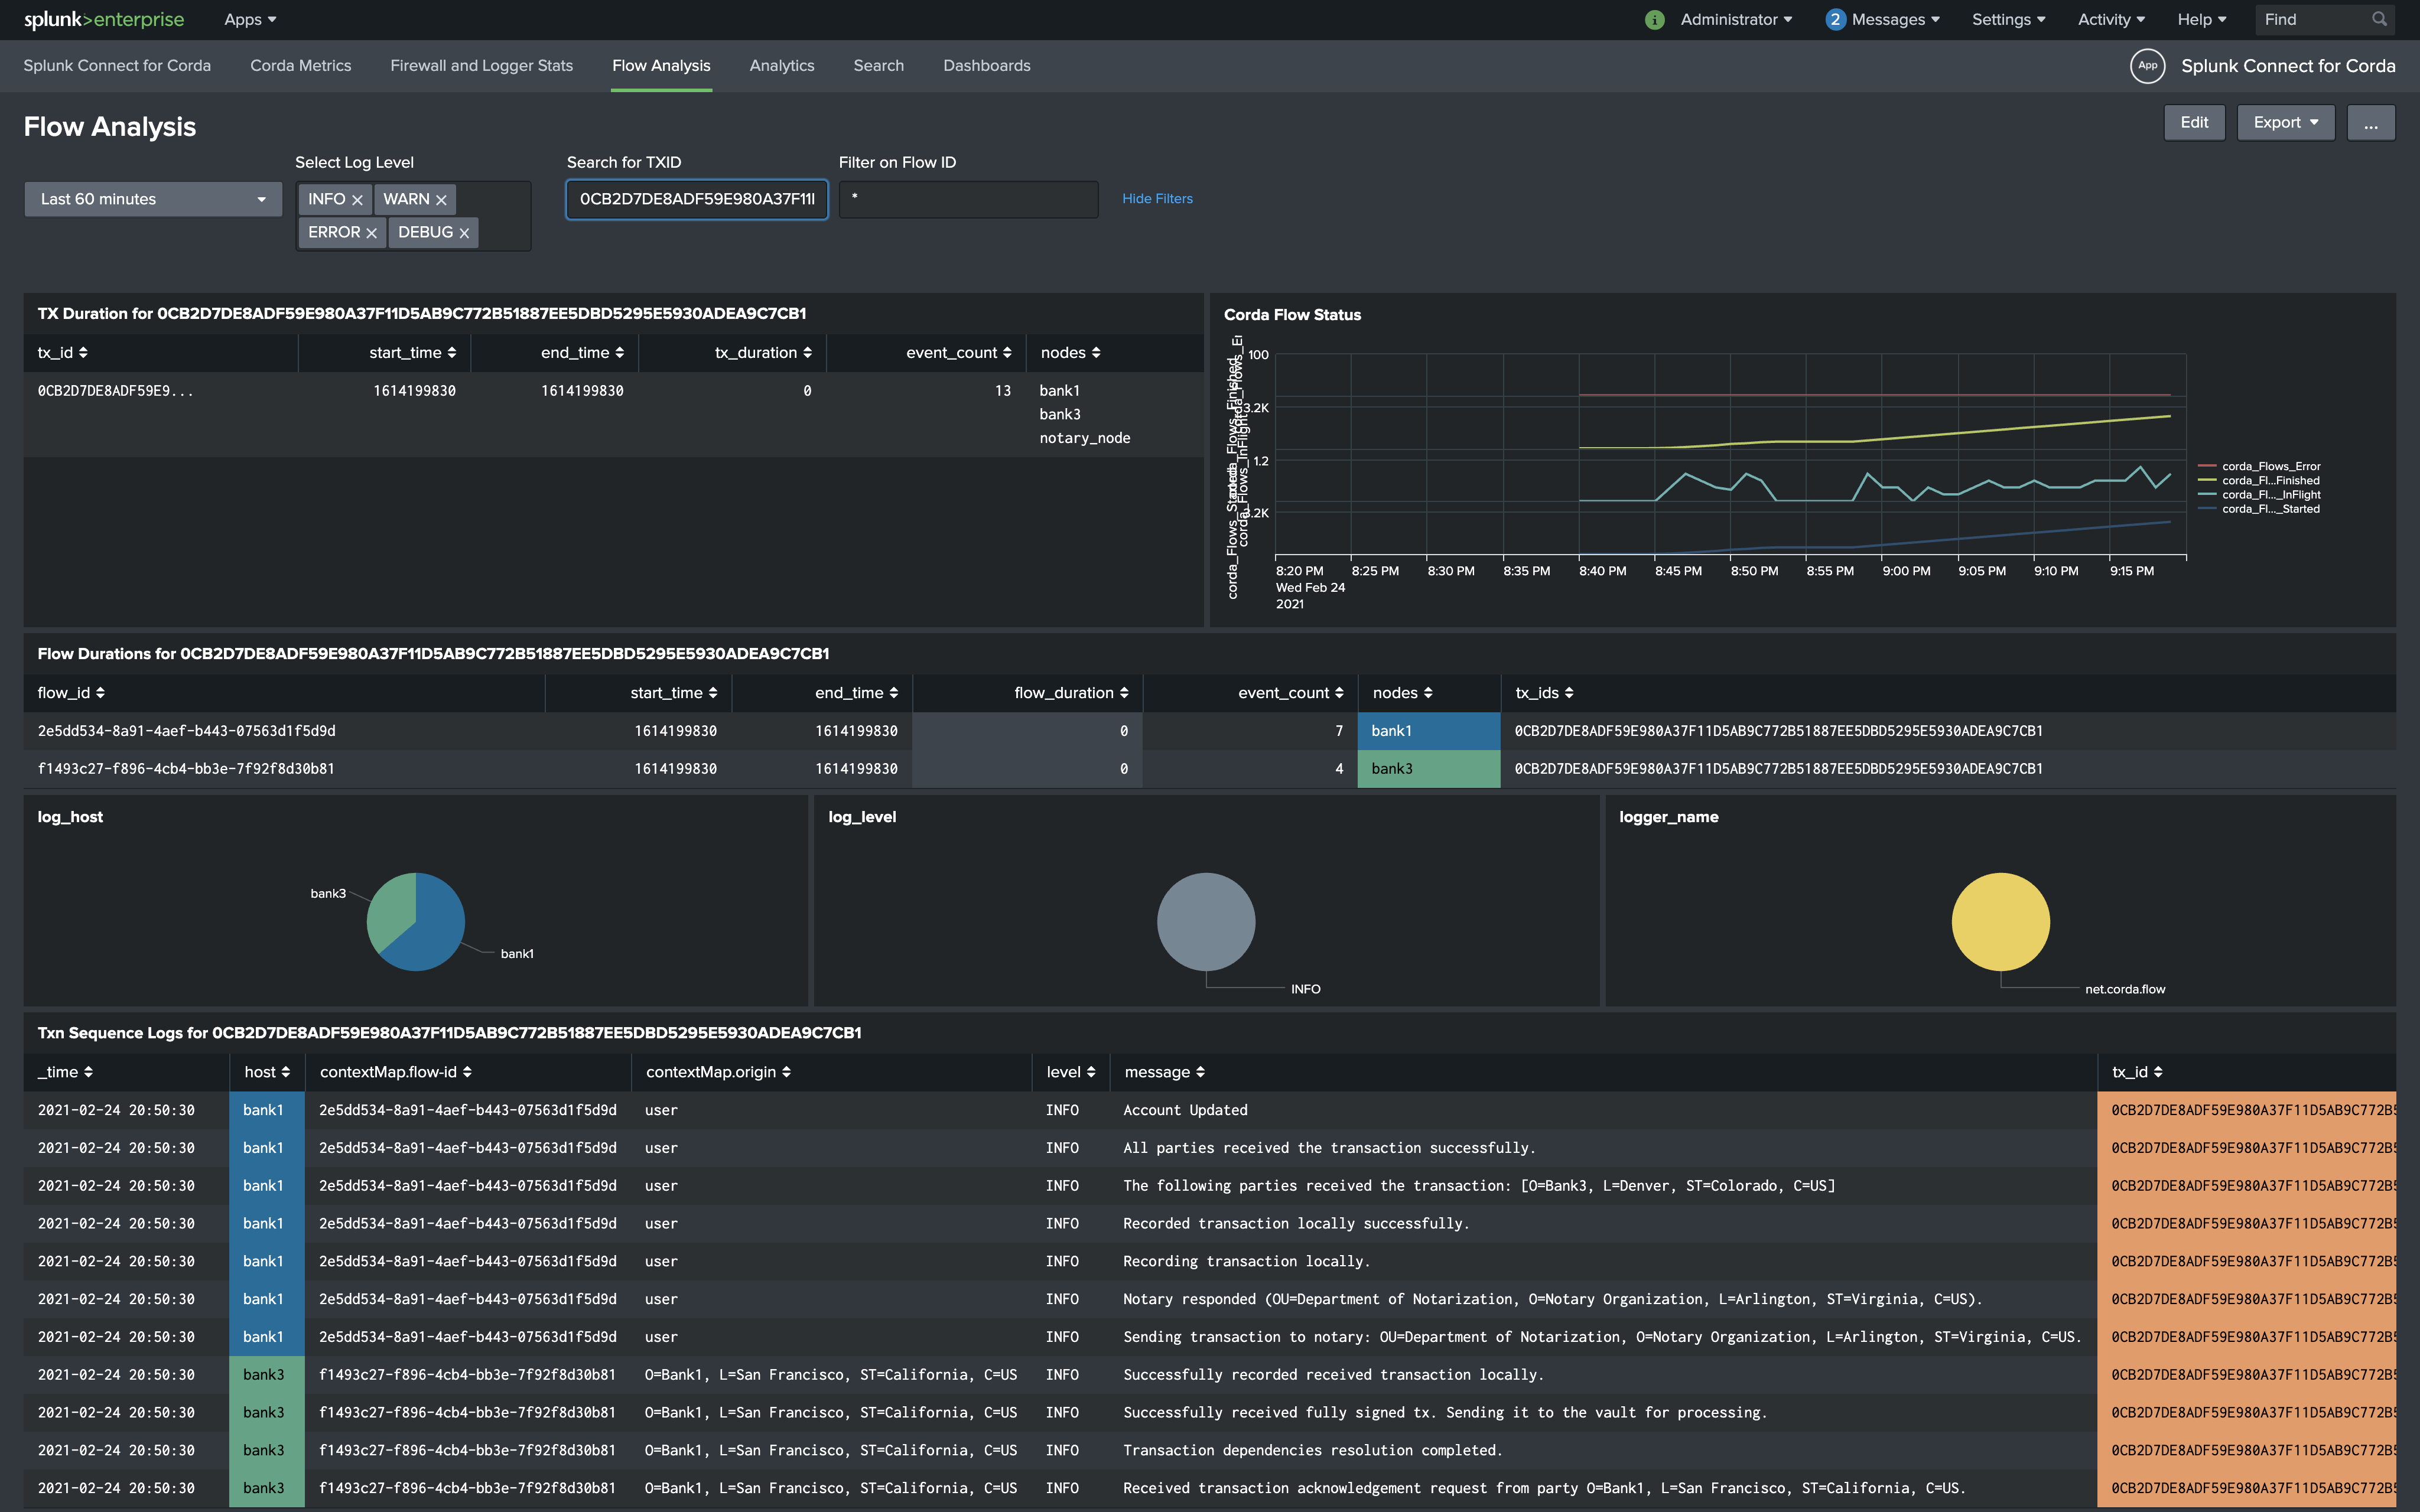 splunk>enterprise Apps Administrator 2 Messages Settings Activity Help Find
Splunk Connect for Corda Corda Metrics Firewall and Logger Stats Flow Analysis Analytics Search Dashboards App Splunk Connect for Corda
Flow Analysis Edit Export ...
Select Log Level Search for TXID Filter on Flow ID
Last 60 minutes INFO WARN 0CB2D7DE8ADF59E980A37F11 * Hide Filters
ERROR DEBUG
TX Duration for 0CB2D7DE8ADF59E980A37F11D5AB9C772B51887EE5DBD5295E5930ADEA9C7CB1
tx_id start_time end_time tx_duration event_count nodes
0CB2D7DE8ADF59E9... 1614199830 1614199830 0 13 bank1
bank3
notary_node
Corda Flow Status
100
3.2K
1.2
3.2K
corda_Flows_Finished
corda_Flows_InFlight
corda_Flows_Started
corda_Flows_Error
corda_Fl...Finished
corda_Fl..._InFlight
corda_Fl..._Started
8:20 PM 8:25 PM 8:30 PM 8:35 PM 8:40 PM 8:45 PM 8:50 PM 8:55 PM 9:00 PM 9:05 PM 9:10 PM 9:15 PM
Wed Feb 24
2021
Flow Durations for 0CB2D7DE8ADF59E980A37F11D5AB9C772B51887EE5DBD5295E5930ADEA9C7CB1
flow_id start_time end_time flow_duration event_count nodes tx_ids
2e5dd534-8a91-4aef-b443-07563d1f5d9d 1614199830 1614199830 0 7 bank1 0CB2D7DE8ADF59E980A37F11D5AB9C772B51887EE5DBD5295E5930ADEA9C7CB1
f1493c27-f896-4cb4-bb3e-7f92f8d30b81 1614199830 1614199830 0 4 bank3 0CB2D7DE8ADF59E980A37F11D5AB9C772B51887EE5DBD5295E5930ADEA9C7CB1
log_host
bank3
bank1
log_level
INFO
logger_name
net.corda.flow
Txn Sequence Logs for 0CB2D7DE8ADF59E980A37F11D5AB9C772B51887EE5DBD5295E5930ADEA9C7CB1
_time host contextMap.flow-id contextMap.origin level message tx_id
2021-02-24 20:50:30 bank1 2e5dd534-8a91-4aef-b443-07563d1f5d9d user INFO Account Updated 0CB2D7DE8ADF59E980A37F11D5AB9C772B5
2021-02-24 20:50:30 bank1 2e5dd534-8a91-4aef-b443-07563d1f5d9d user INFO All parties received the transaction successfully. 0CB2D7DE8ADF59E980A37F11D5AB9C772B5
2021-02-24 20:50:30 bank1 2e5dd534-8a91-4aef-b443-07563d1f5d9d user INFO The following parties received the transaction: [O=Bank3, L=Denver, ST=Colorado, C=US] 0CB2D7DE8ADF59E980A37F11D5AB9C772B5
2021-02-24 20:50:30 bank1 2e5dd534-8a91-4aef-b443-07563d1f5d9d user INFO Recorded transaction locally successfully. 0CB2D7DE8ADF59E980A37F11D5AB9C772B5
2021-02-24 20:50:30 bank1 2e5dd534-8a91-4aef-b443-07563d1f5d9d user INFO Recording transaction locally. 0CB2D7DE8ADF59E980A37F11D5AB9C772B5
2021-02-24 20:50:30 bank1 2e5dd534-8a91-4aef-b443-07563d1f5d9d user INFO Notary responded (OU=Department of Notarization, O=Notary Organization, L=Arlington, ST=Virginia, C=US). 0CB2D7DE8ADF59E980A37F11D5AB9C772B5
2021-02-24 20:50:30 bank1 2e5dd534-8a91-4aef-b443-07563d1f5d9d user INFO Sending transaction to notary: OU=Department of Notarization, O=Notary Organization, L=Arlington, ST=Virginia, C=US. 0CB2D7DE8ADF59E980A37F11D5AB9C772B5
2021-02-24 20:50:30 bank3 f1493c27-f896-4cb4-bb3e-7f92f8d30b81 O=Bank1, L=San Francisco, ST=California, C=US INFO Successfully recorded received transaction locally. 0CB2D7DE8ADF59E980A37F11D5AB9C772B5
2021-02-24 20:50:30 bank3 f1493c27-f896-4cb4-bb3e-7f92f8d30b81 O=Bank1, L=San Francisco, ST=California, C=US INFO Successfully received fully signed tx. Sending it to the vault for processing. 0CB2D7DE8ADF59E980A37F11D5AB9C772B5
2021-02-24 20:50:30 bank3 f1493c27-f896-4cb4-bb3e-7f92f8d30b81 O=Bank1, L=San Francisco, ST=California, C=US INFO Transaction dependencies resolution completed. 0CB2D7DE8ADF59E980A37F11D5AB9C772B5
2021-02-24 20:50:30 bank3 f1493c27-f896-4cb4-bb3e-7f92f8d30b81 O=Bank1, L=San Francisco, ST=California, C=US INFO Received transaction acknowledgement request from party O=Bank1, L=San Francisco, ST=California, C=US. 0CB2D7DE8ADF59E980A37F11D5AB9C772B5